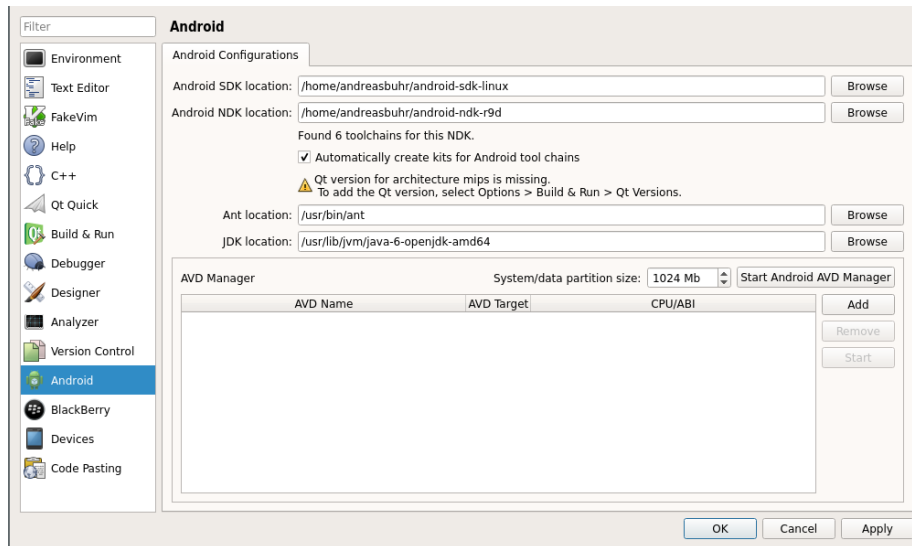 Filter
Environment
Text Editor
FakeVim
Help
C++
Qt Quick
Build & Run
Debugger
Designer
Analyzer
Version Control
Android
BlackBerry
Devices
Code Pasting
Android
Android Configurations
Android SDK location: /home/andreasbuhr/android-sdk-linux Browse
Android NDK location: /home/andreasbuhr/android-ndk-r9d Browse
Found 6 toolchains for this NDK.
Automatically create kits for Android tool chains
Qt version for architecture mips is missing.
To add the Qt version, select Options > Build & Run > Qt Versions.
Ant location: /usr/bin/ant Browse
JDK location: /usr/lib/jvm/java-6-openjdk-amd64 Browse
AVD Manager System/data partition size: 1024 Mb Start Android AVD Manager
AVD Name AVD Target CPU/ABI Add
Remove
Start
OK Cancel Apply